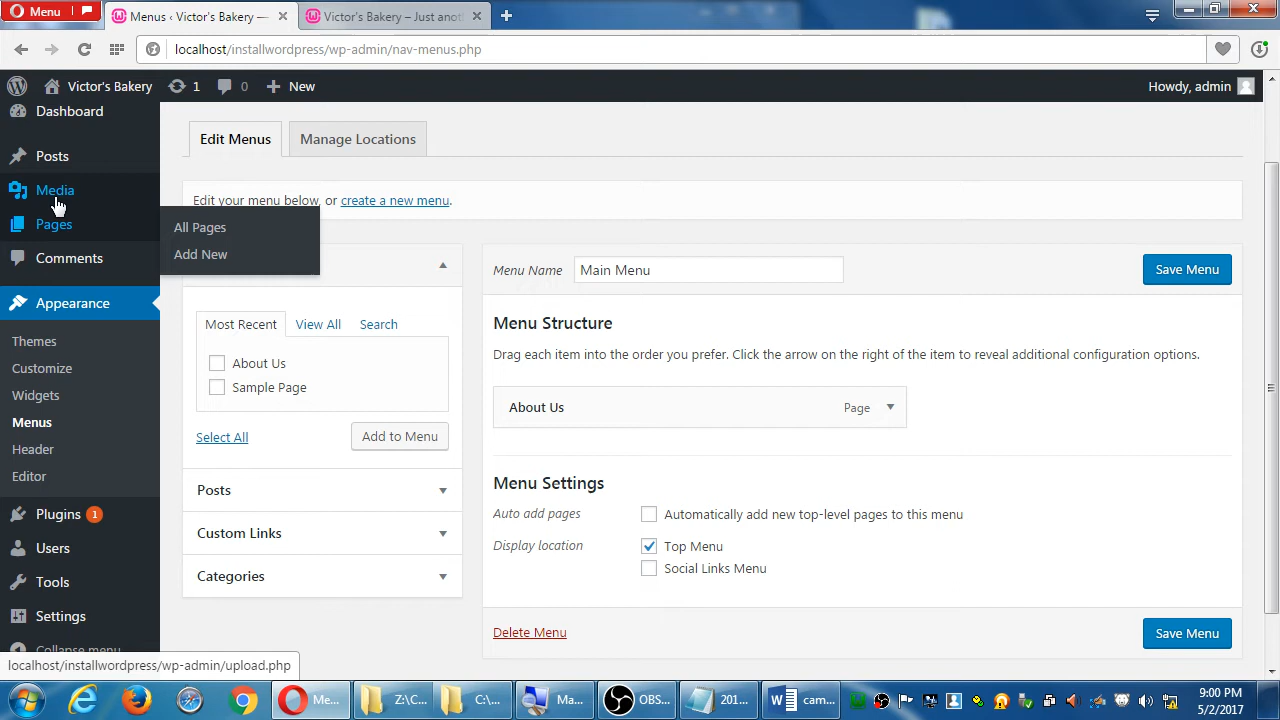 Menu
Menus ‹ Victor's Bakery —
Victor's Bakery – Just anot
localhost/installwordpress/wp-admin/nav-menus.php
Victor's Bakery
1
0
New
Howdy, admin
Dashboard
Posts
Media
Pages
Comments
Appearance
Themes
Customize
Widgets
Menus
Header
Editor
Plugins 1
Users
Tools
Settings
Collapse menu
All Pages
Add New
Edit Menus
Manage Locations
Edit your menu below, or create a new menu.
Most Recent
View All
Search
About Us
Sample Page
Select All
Add to Menu
Posts
Custom Links
Categories
Menu Name
Main Menu
Save Menu
Menu Structure
Drag each item into the order you prefer. Click the arrow on the right of the item to reveal additional configuration options.
About Us
Page
Menu Settings
Auto add pages
Automatically add new top-level pages to this menu
Display location
Top Menu
Social Links Menu
Delete Menu
Save Menu
localhost/installwordpress/wp-admin/upload.php
Me...
Z:\C...
C:\...
Ma...
OBS...
201...
cam...
9:00 PM
5/2/2017